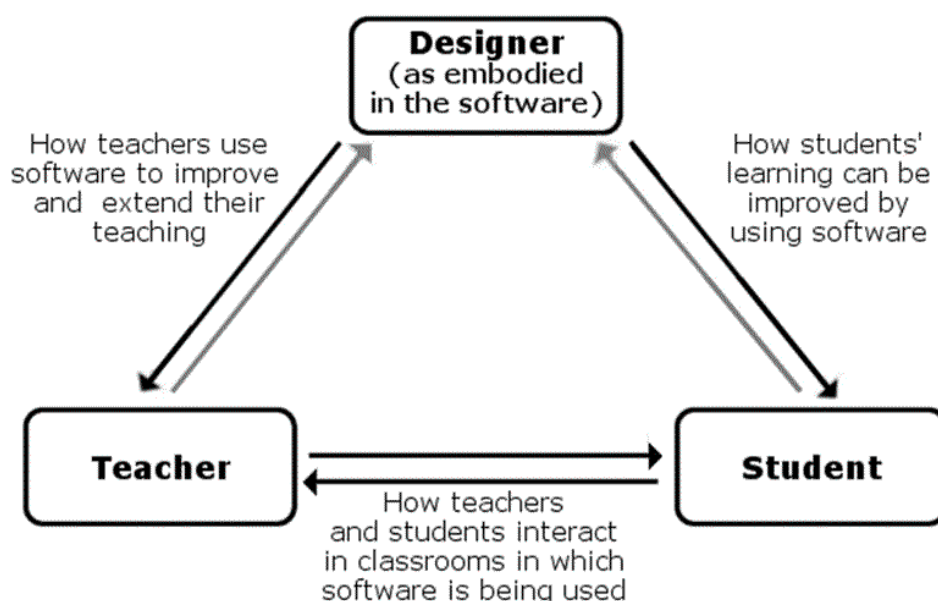 Designer
(as embodied
in the software)
How teachers use
software to improve
and extend their
teaching
How students'
learning can be
improved by
using software
Teacher
Student
How teachers
and students interact
in classrooms in which
software is being used